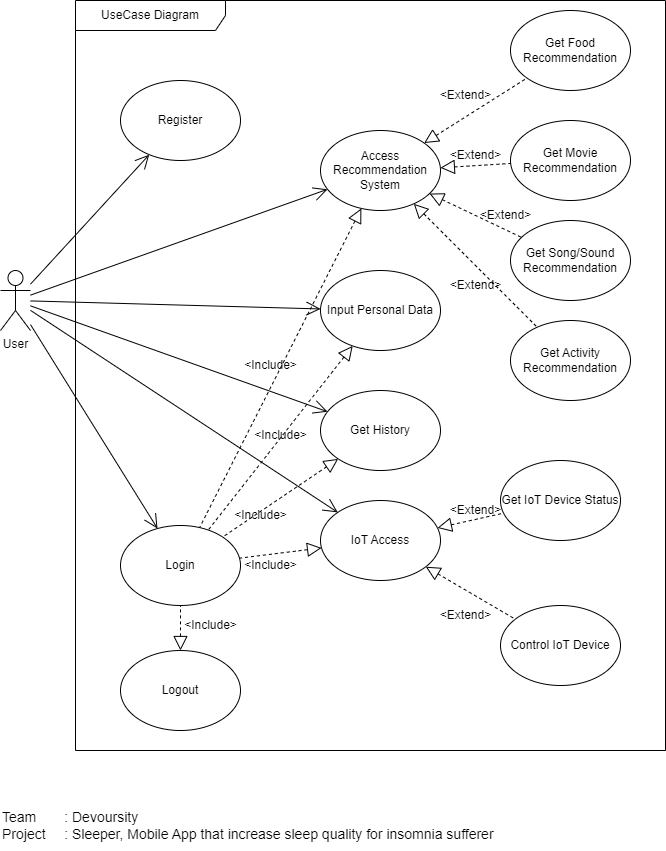 UseCase Diagram
Get Food
Recommendation
<Extend>
Register
Access
Recommendation
System
<Extend>
Get Movie
Recommendation
<Extend>
Get Song/Sound
Recommendation
<Extend>
User
Input Personal Data
Get Activity
Recommendation
<Include>
<Include>
Get History
<Include>
<Extend>
Get IoT Device Status
Login
<Include>
IoT Access
<Extend>
Control IoT Device
<Include>
Logout
Team : Devoursity
Project : Sleeper, Mobile App that increase sleep quality for insomnia sufferer